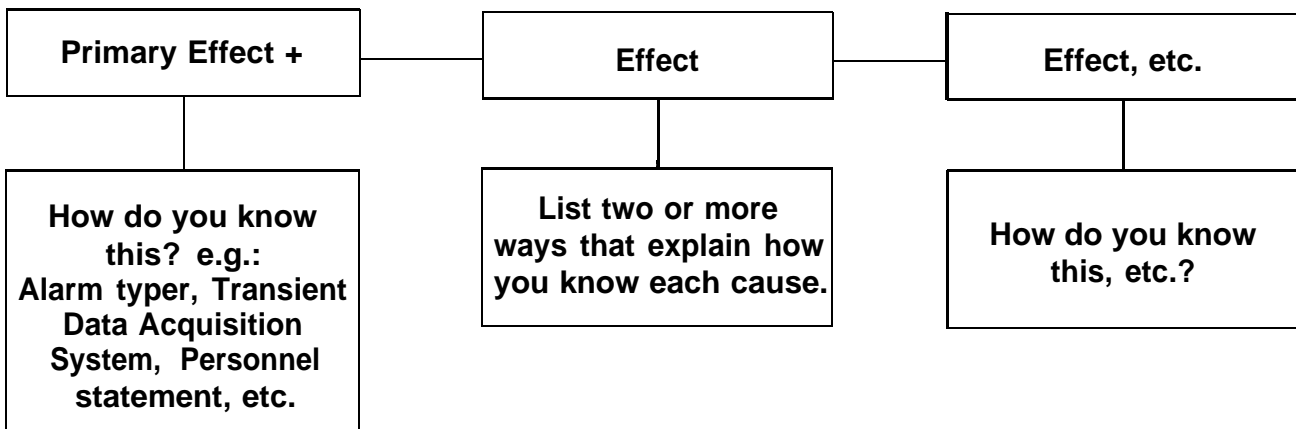 Primary Effect +
Effect
Effect, etc.
How do you know
this? e.g.:
Alarm typer, Transient
Data Acquisition
System, Personnel
statement, etc.
List two or more
ways that explain how
you know each cause.
How do you know
this, etc.?